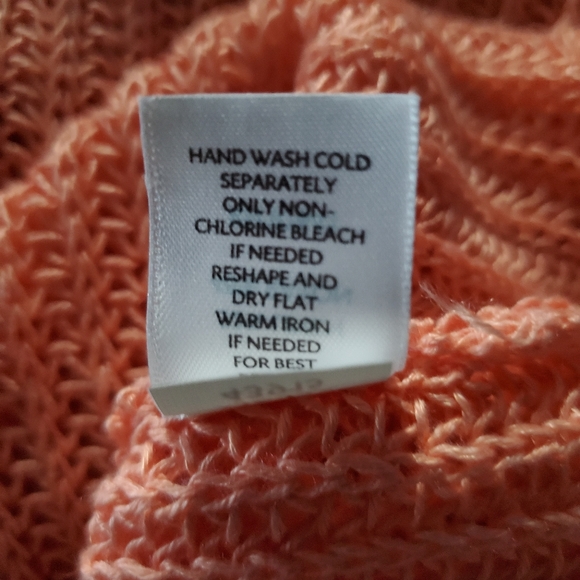 HAND WASH COLD
SEPARATELY
ONLY NON-
CHLORINE BLEACH
IF NEEDED
RESHAPE AND
DRY FLAT
WARM IRON
IF NEEDED
FOR BEST